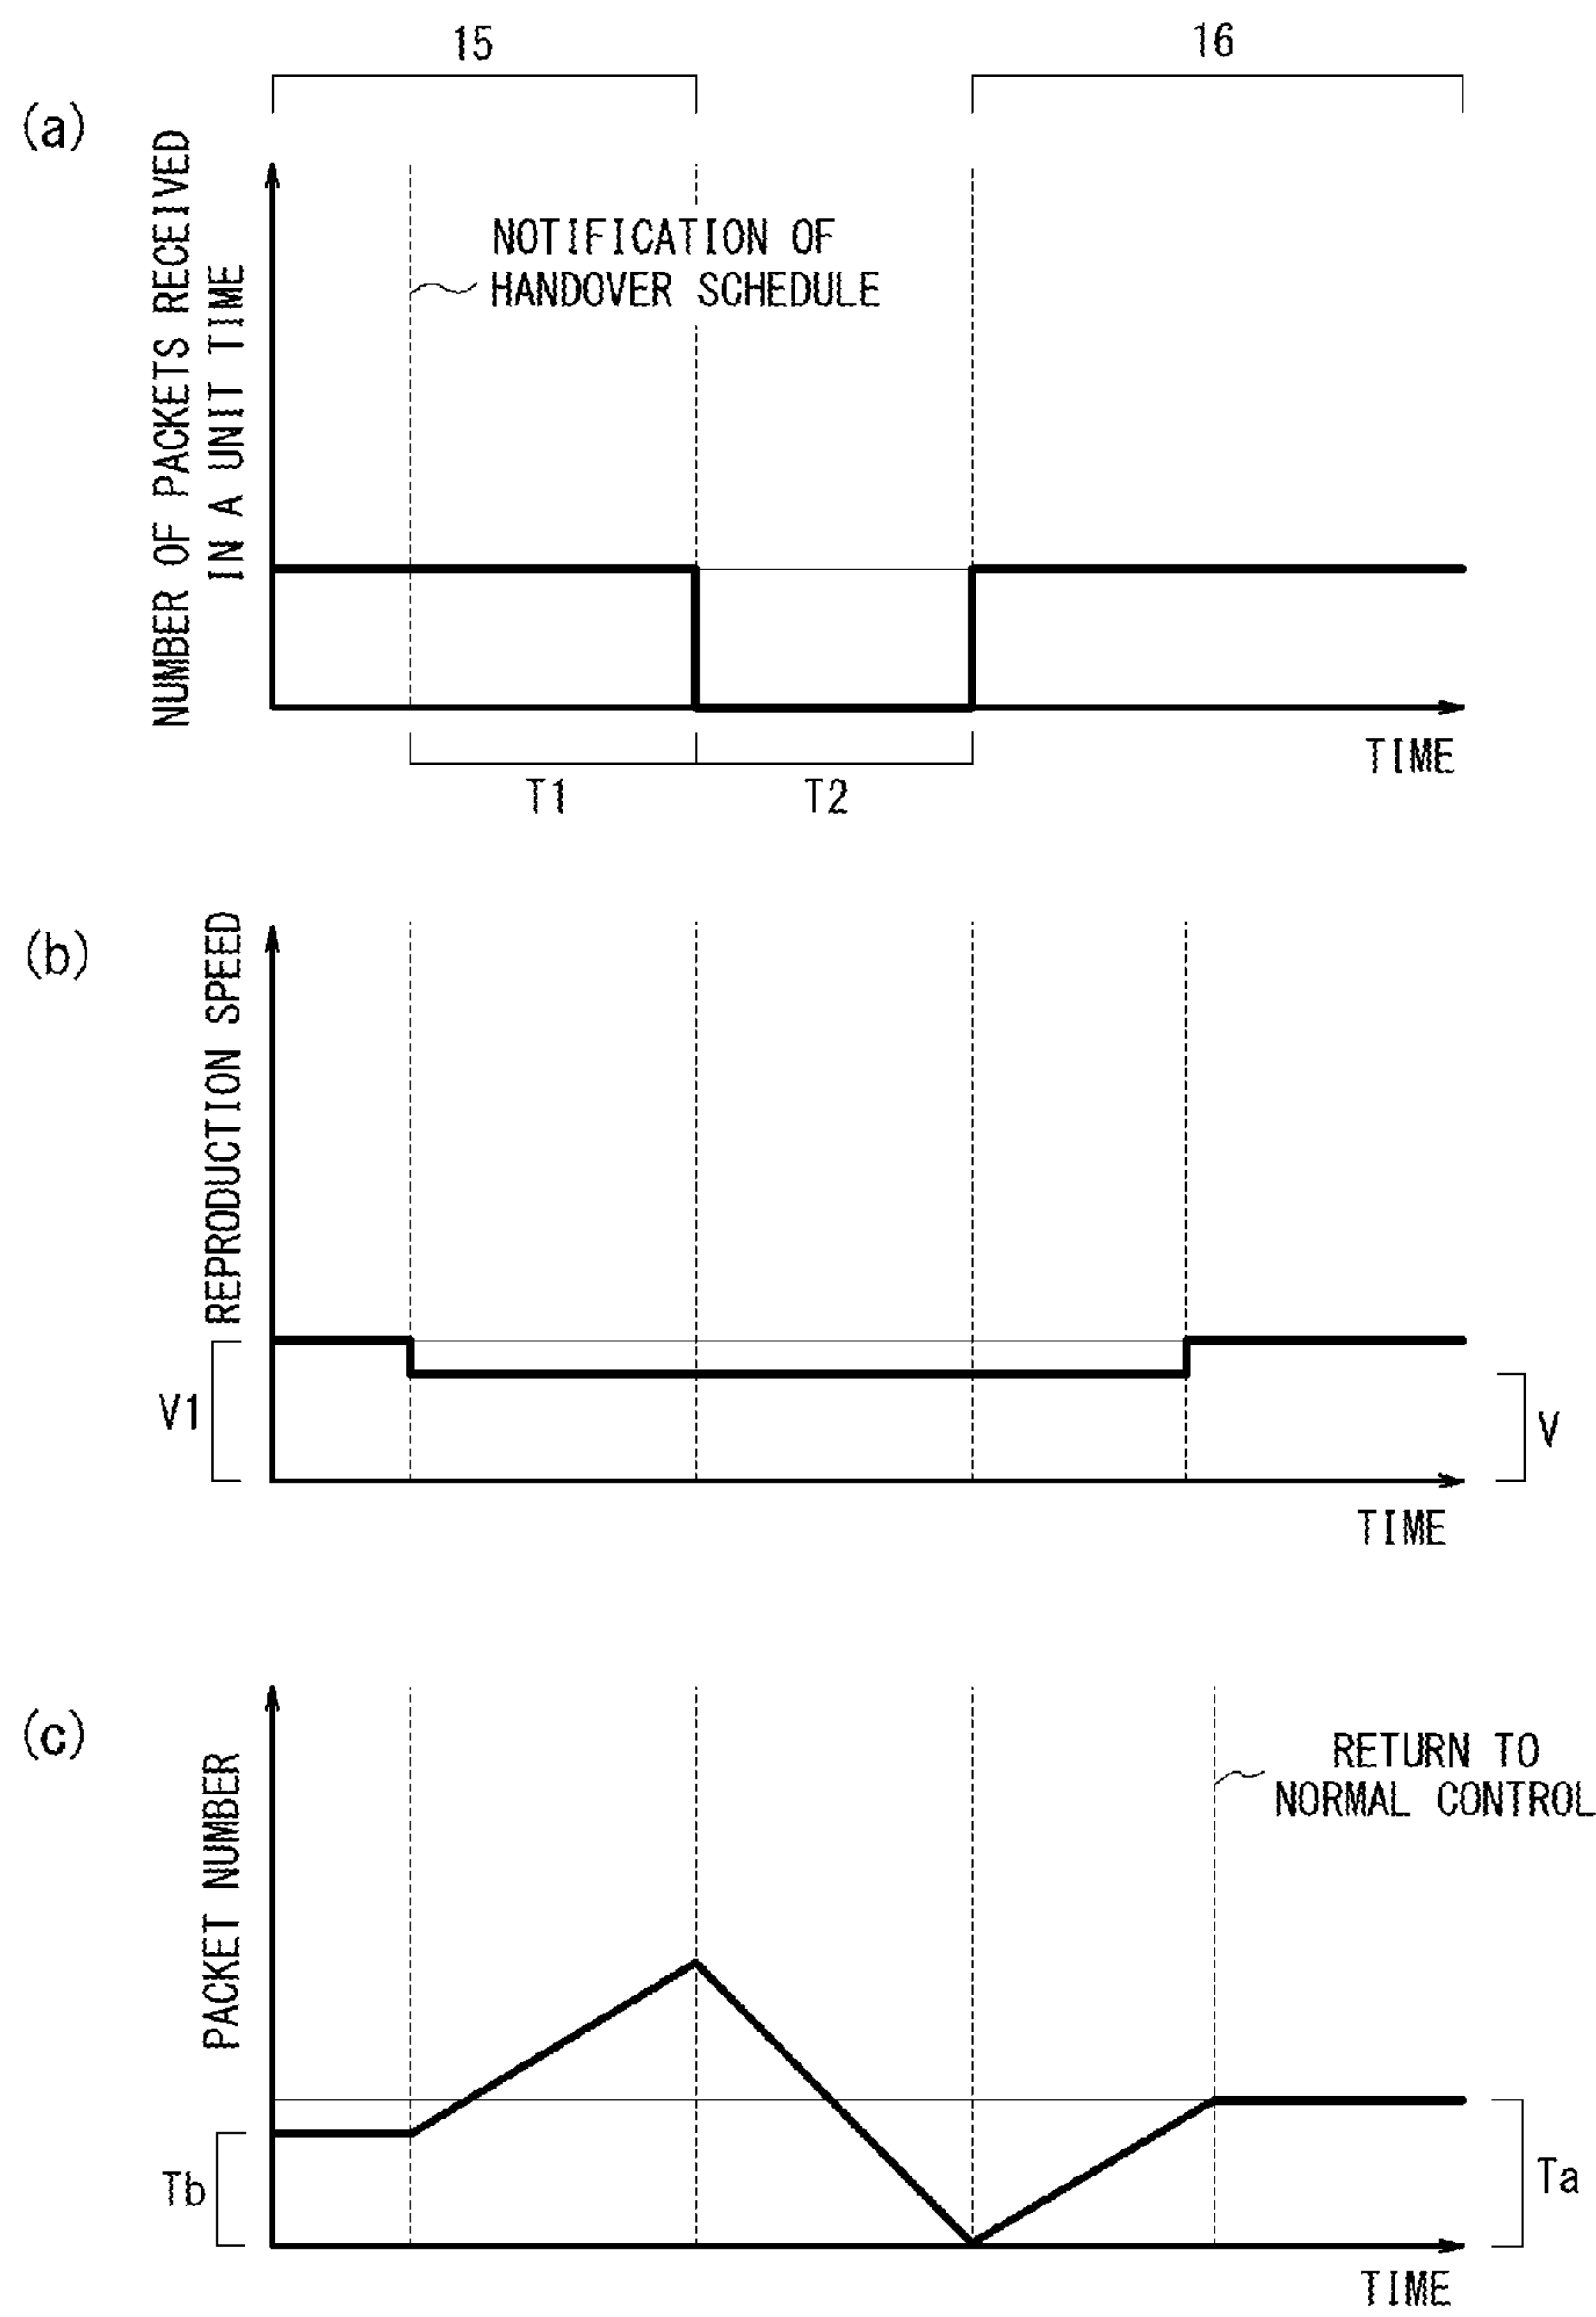 15
16
(a)
NUMBER OF PACKETS RECEIVED
IN A UNIT TIME
NOTIFICATION OF
HANDOVER SCHEDULE
TIME
T1
T2
(b)
REPRODUCTION SPEED
V1
V
TIME
(c)
PACKET NUMBER
RETURN TO
NORMAL CONTROL
Tb
Ta
TIME